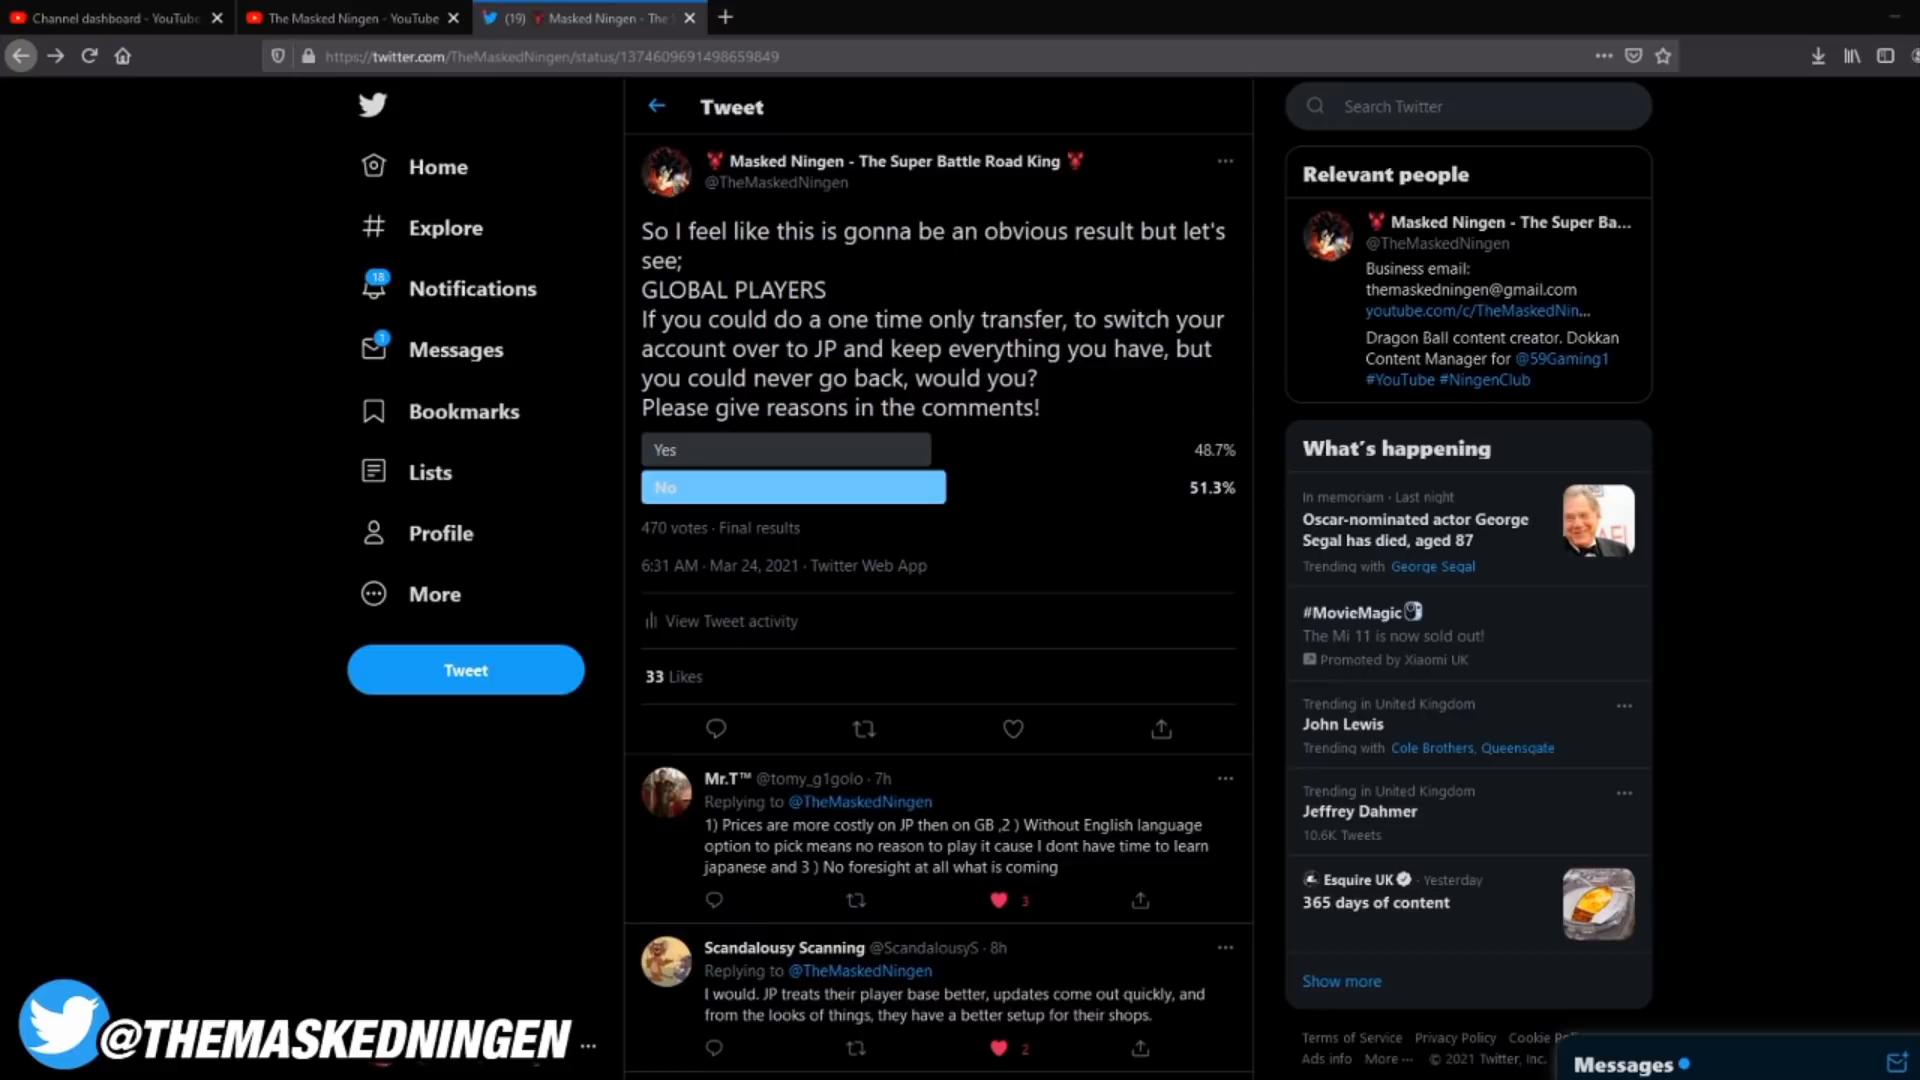 Channel dashboard - YouTube
The Masked Ningen - YouTube
(19) Masked Ningen - The S
https://twitter.com/TheMaskedNingen/status/1374609691498659849
Home
Explore
18
Notifications
1
Messages
Bookmarks
Lists
Profile
More
Tweet
Tweet
Masked Ningen - The Super Battle Road King
@TheMaskedNingen
So I feel like this is gonna be an obvious result but let's
see;
GLOBAL PLAYERS
If you could do a one time only transfer, to switch your
account over to JP and keep everything you have, but
you could never go back, would you?
Please give reasons in the comments!
Yes 48.7%
No 51.3%
470 votes · Final results
6:31 AM · Mar 24, 2021 · Twitter Web App
View Tweet activity
33 Likes
Mr.T™ @tomy_g1golo · 7h
Replying to @TheMaskedNingen
1) Prices are more costly on JP then on GB ,2 ) Without English language
option to pick means no reason to play it cause I dont have time to learn
japanese and 3 ) No foresight at all what is coming
3
Scandalousy Scanning @ScandalousyS · 8h
Replying to @TheMaskedNingen
I would. JP treats their player base better, updates come out quickly, and
from the looks of things, they have a better setup for their shops.
2
Search Twitter
Relevant people
Masked Ningen - The Super Ba...
@TheMaskedNingen
Business email:
themaskedningen@gmail.com
youtube.com/c/TheMaskedNin...
Dragon Ball content creator. Dokkan
Content Manager for @59Gaming1
#YouTube #NingenClub
What's happening
In memoriam · Last night
Oscar-nominated actor George
Segal has died, aged 87
Trending with George Segal
#MovieMagic
The Mi 11 is now sold out!
Promoted by Xiaomi UK
Trending in United Kingdom
John Lewis
Trending with Cole Brothers, Queensgate
Trending in United Kingdom
Jeffrey Dahmer
10.6K Tweets
Esquire UK · Yesterday
365 days of content
Show more
Terms of Service Privacy Policy Cookie
Ads info More ··· © 2021 Twitter, Inc.
Messages
@THEMASKEDNINGEN